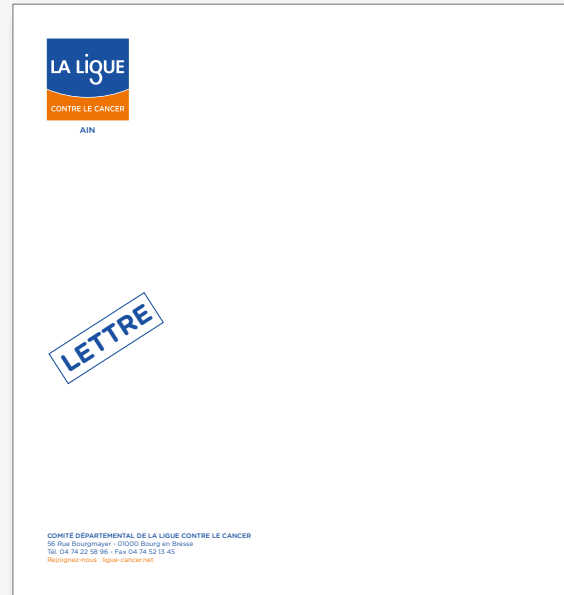 LA LIGUE
CONTRE LE CANCER
AIN
LETTRE
COMITÉ DÉPARTEMENTAL DE LA LIGUE CONTRE LE CANCER
56 Rue Bourgmayer - 01000 Bourg en Bresse
Tél. 04 74 22 58 96 - Fax 04 74 52 13 45
Rejoignez-nous : ligue-cancer.net